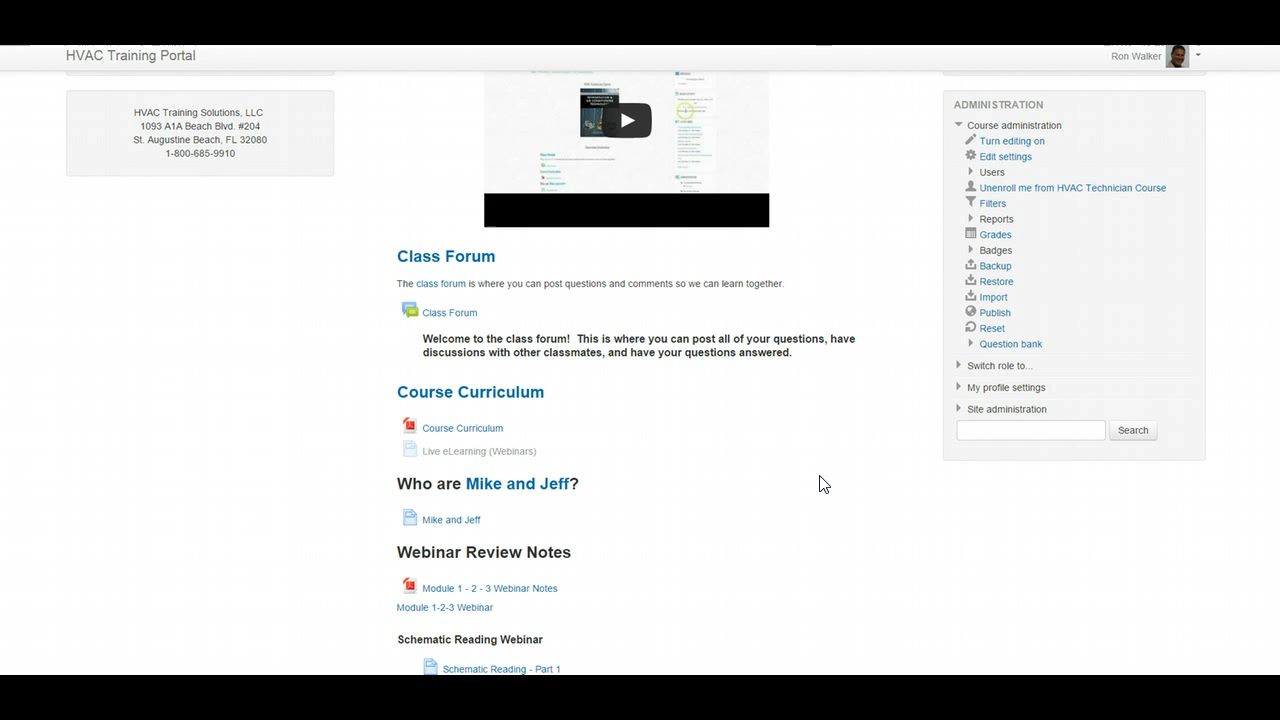 HVAC Training Portal
Ron Walker
HVAC Training Solutions, LLC
1093 A1A Beach Blvd. #204
St. Augustine Beach, FL 32080
1-800-685-9910
Class Forum
The class forum is where you can post questions and comments so we can learn together.
Class Forum
Welcome to the class forum!  This is where you can post all of your questions, have
discussions with other classmates, and have your questions answered.
Course Curriculum
Course Curriculum
Live eLearning (Webinars)
Who are Mike and Jeff?
Mike and Jeff
Webinar Review Notes
Module 1 - 2 - 3 Webinar Notes
Module 1-2-3 Webinar
Schematic Reading Webinar
Schematic Reading - Part 1
ADMINISTRATION
Course administration
Turn editing on
Edit settings
Users
Unenroll me from HVAC Technician Course
Filters
Reports
Grades
Badges
Backup
Restore
Import
Publish
Reset
Question bank
Switch role to...
My profile settings
Site administration
Search